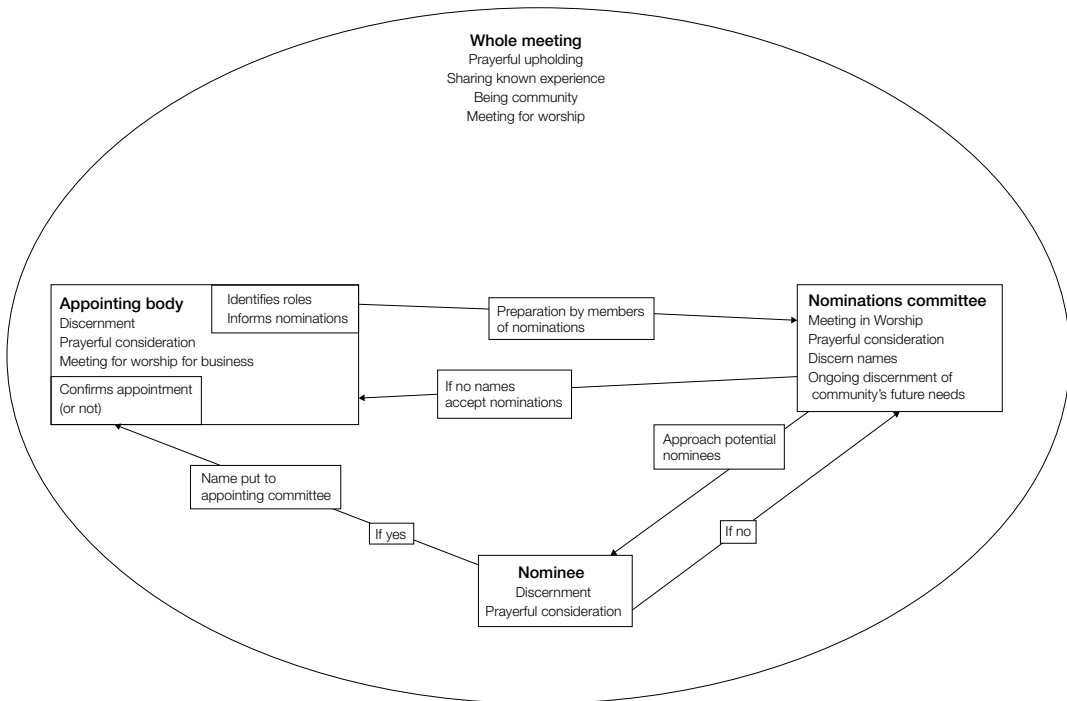 Whole meeting
Prayerful upholding
Sharing known experience
Being community
Meeting for worship
Appointing body
Discernment
Prayerful consideration
Meeting for worship for business
Identifies roles
Informs nominations
Confirms appointment
(or not)
Preparation by members
of nominations
Nominations committee
Meeting in Worship
Prayerful consideration
Discern names
Ongoing discernment of
community’s future needs
If no names
accept nominations
Approach potential
nominees
Name put to
appointing committee
If yes
If no
Nominee
Discernment
Prayerful consideration